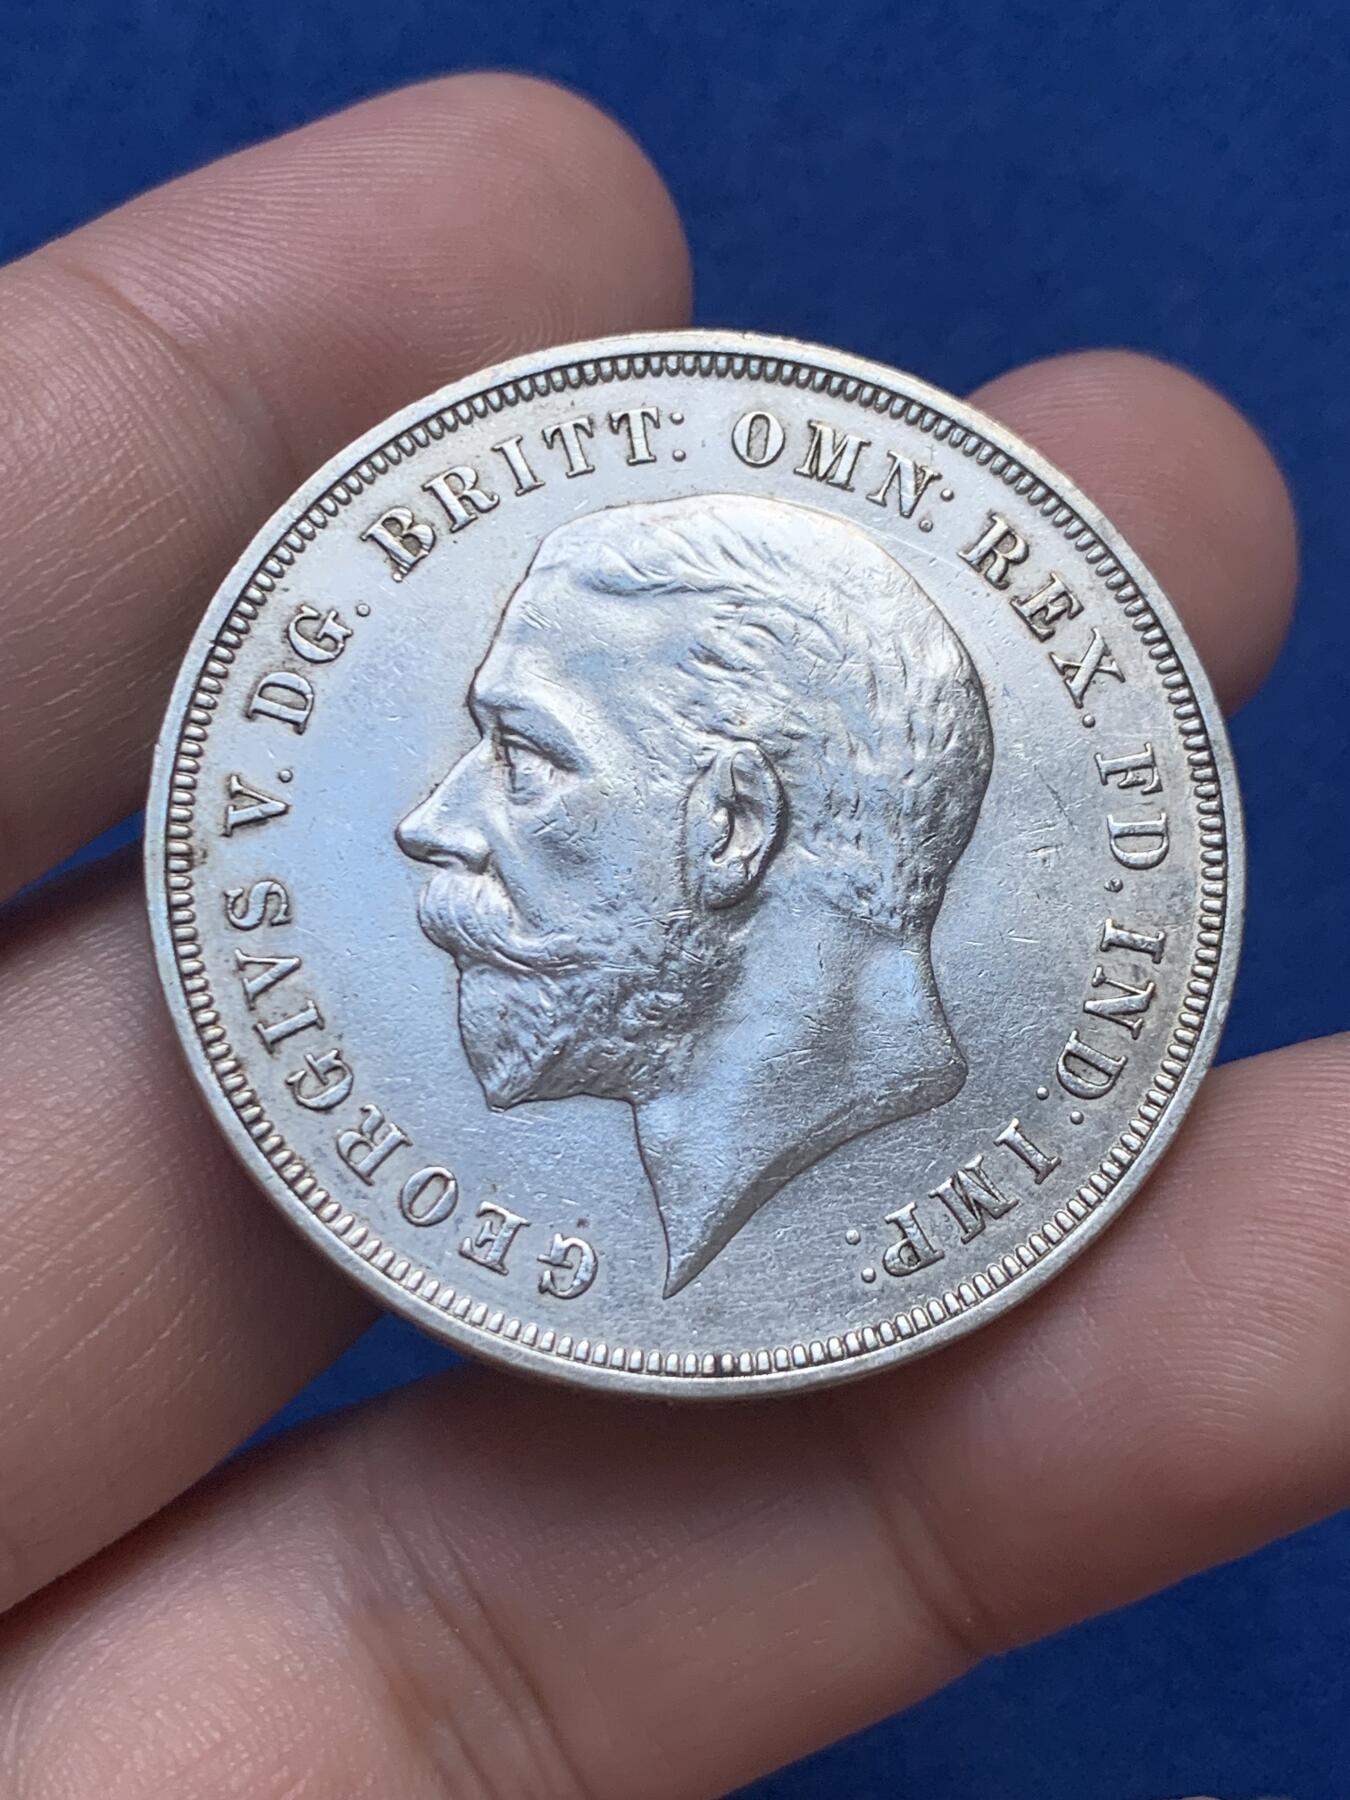 GEORGIVS V. DG. BRITT: OMN: REX. FD. IND: IMP: